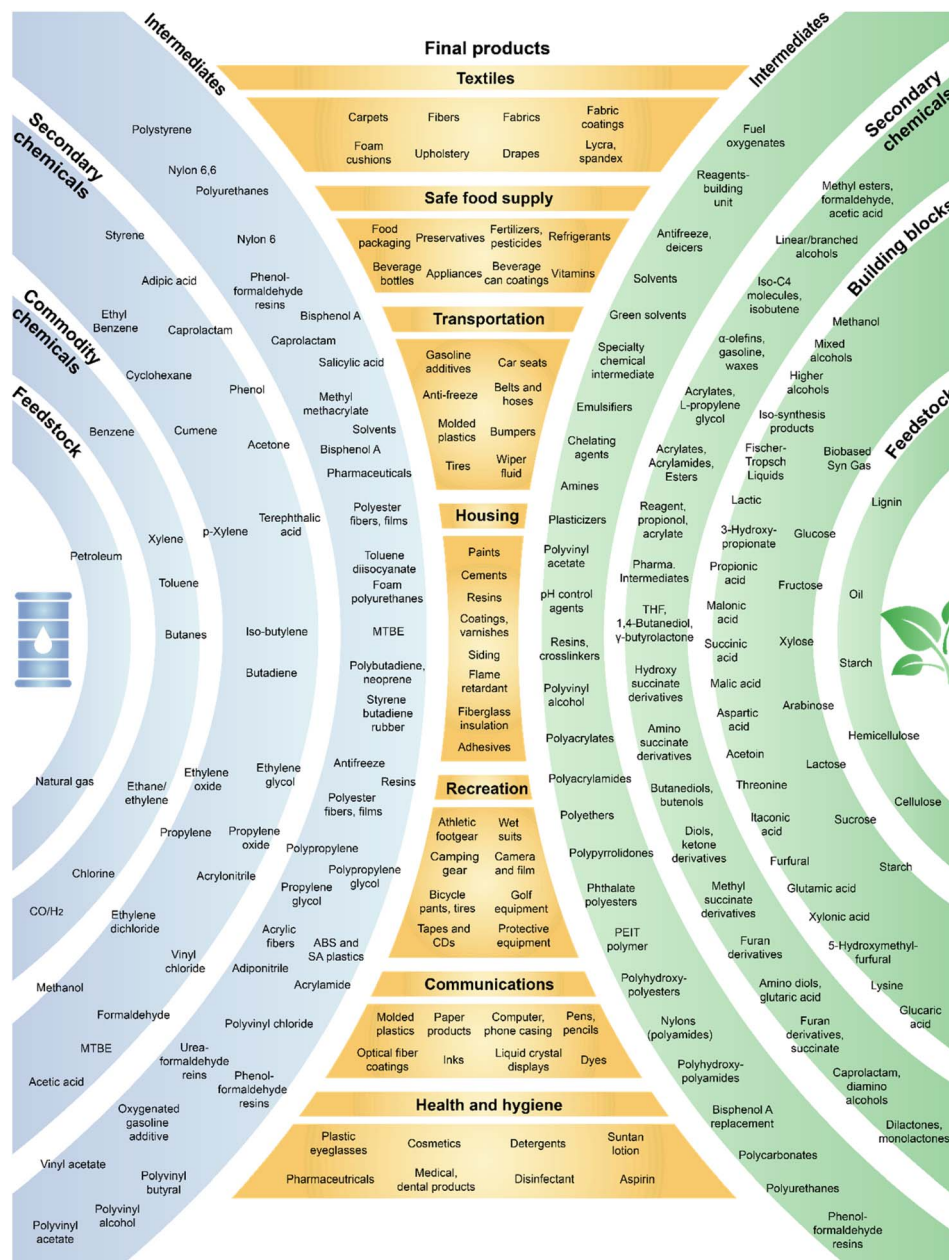 Intermediates
Secondary
chemicals
Commodity
chemicals
Feedstock
Petroleum
Natural gas
Benzene
Xylene
Toluene
Butanes
Ethane/
ethylene
Propylene
Chlorine
CO/H2
Styrene
Adipic acid
Ethyl
Benzene
Caprolactam
Cyclohexane
Phenol
Cumene
Acetone
p-Xylene
Terephthalic
acid
Iso-butylene
Butadiene
Ethylene
oxide
Ethylene
glycol
Propylene
oxide
Acrylonitrile
Propylene
glycol
Ethylene
dichloride
Acrylic
fibers
Vinyl
chloride
Adiponitrile
Methanol
Formaldehyde
MTBE
Acetic acid
Polystyrene
Nylon 6,6
Polyurethanes
Nylon 6
Phenol-
formaldehyde
resins
Bisphenol A
Caprolactam
Salicylic acid
Methyl
methacrylate
Solvents
Bisphenol A
Pharmaceuticals
Polyester
fibers, films
Toluene
diisocyanate
Foam
polyurethanes
MTBE
Polybutadiene,
neoprene
Styrene
butadiene
rubber
Antifreeze
Resins
Polyester
fibers, films
Polypropylene
Polypropylene
glycol
ABS and
SA plastics
Acrylamide
Polyvinyl chloride
Urea-
formaldehyde
reins
Phenol-
formaldehyde
resins
Oxygenated
gasoline
additive
Vinyl acetate
Polyvinyl
butyral
Polyvinyl
alcohol
Polyvinyl
acetate
Final products
Textiles
Carpets
Fibers
Fabrics
Fabric
coatings
Foam
cushions
Upholstery
Drapes
Lycra,
spandex
Safe food supply
Food
packaging
Preservatives
Fertilizers,
pesticides
Refrigerants
Beverage
bottles
Appliances
Beverage
can coatings
Vitamins
Transportation
Gasoline
additives
Car seats
Anti-freeze
Belts and
hoses
Molded
plastics
Bumpers
Tires
Wiper
fluid
Housing
Paints
Cements
Resins
Coatings,
varnishes
Siding
Flame
retardant
Fiberglass
insulation
Adhesives
Recreation
Athletic
footgear
Wet
suits
Camping
gear
Camera
and film
Bicycle
pants, tires
Golf
equipment
Tapes and
CDs
Protective
equipment
Communications
Molded
plastics
Paper
products
Computer,
phone casing
Pens,
pencils
Optical fiber
coatings
Inks
Liquid crystal
displays
Dyes
Health and hygiene
Plastic
eyeglasses
Cosmetics
Detergents
Suntan
lotion
Pharmaceutricals
Medical,
dental products
Disinfectant
Aspirin
Intermediates
Secondary
chemicals
Building blocks
Feedstock
Fuel
oxygenates
Reagents-
building
unit
Antifreeze,
deicers
Solvents
Green solvents
Specialty
chemical
intermediate
Emulsifiers
Chelating
agents
Amines
Plasticizers
Polyvinyl
acetate
pH control
agents
Resins,
crosslinkers
Polyvinyl
alcohol
Polyacrylates
Polyacrylamides
Polyethers
Polypyrrolidones
Phthalate
polyesters
PEIT
polymer
Polyhydroxy-
polyesters
Nylons
(polyamides)
Polyhydroxy-
polyamides
Bisphenol A
replacement
Polycarbonates
Polyurethanes
Phenol-
formaldehyde
resins
Methyl esters,
formaldehyde,
acetic acid
Linear/branched
alcohols
Iso-C4
molecules,
isobutene
α-olefins,
gasoline,
waxes
Acrylates,
L-propylene
glycol
Acrylates,
Acrylamides,
Esters
Reagent,
propionol,
acrylate
Pharma.
Intermediates
THF,
1,4-Butanediol,
γ-butyrolactone
Hydroxy
succinate
derivatives
Amino
succinate
derivatives
Butanediols,
butenols
Diols,
ketone
derivatives
Methyl
succinate
derivatives
Furan
derivatives
Amino diols,
glutaric acid
Furan
derivatives,
succinate
Caprolactam,
diamino
alcohols
Dilactones,
monolactones
Methanol
Mixed
alcohols
Higher
alcohols
Iso-synthesis
products
Fischer-
Tropsch
Liquids
Lactic
3-Hydroxy-
propionate
Propionic
acid
Malonic
acid
Succinic
acid
Malic acid
Aspartic
acid
Acetoin
Threonine
Itaconic
acid
Furfural
Glutamic acid
Xylonic acid
5-Hydroxymethyl-
furfural
Lysine
Glucaric
acid
Biobased
Syn Gas
Glucose
Fructose
Xylose
Arabinose
Lactose
Sucrose
Starch
Lignin
Oil
Starch
Hemicellulose
Cellulose